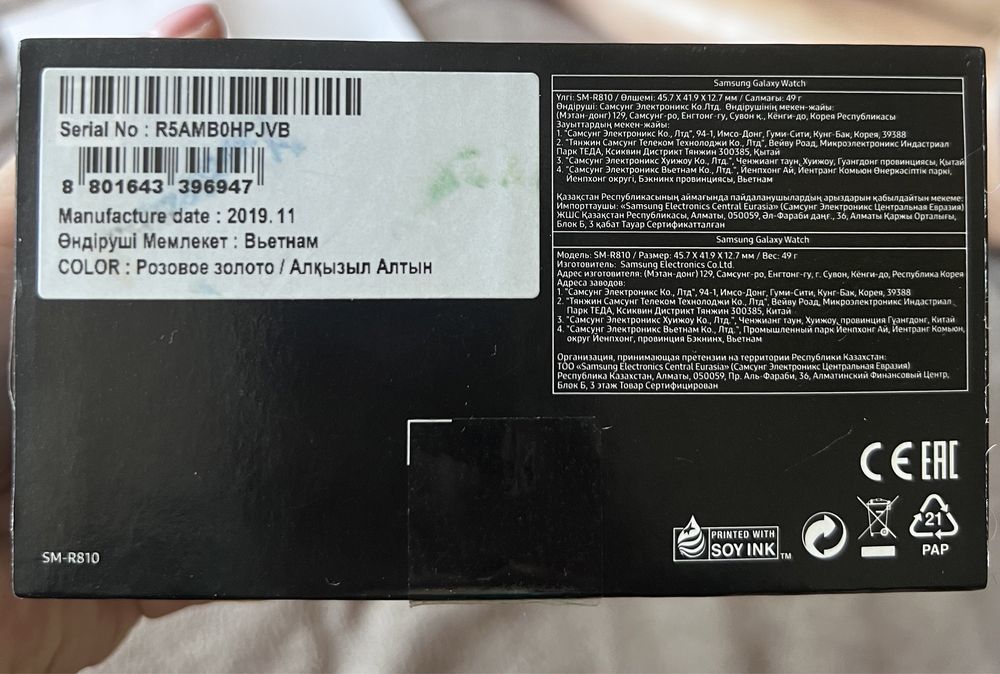 Serial No : R5AMB0HPJVB
8 801643 396947
Manufacture date : 2019. 11
Өндіруші Мемлекет : Вьетнам
COLOR : Розовое золото / Алқызыл Алтын
SM-R810
Samsung Galaxy Watch
Үлгі: SM-R810 / Өлшемі: 45.7 X 41.9 X 12.7 мм / Салмағы: 49 г
Өндіруші: Самсунг Электроникс Ко.Лтд. Өндірушінің мекен-жайы:
(Мэтан-донг) 129, Самсунг-ро, Енгтонг-гу, Сувон қ., Кёнги-до, Корея Республикасы
Зауыттардың мекен-жайы:
1. "Самсунг Электроникс Ко., Лтд", 94-1, Имсо-Донг, Гуми-Сити, Кунг-Бак, Корея, 39388
2. "Тянжин Самсунг Телеком Технолоджи Ко., Лтд", Вейву Роад, Микроэлектроникс Индастриал
Парк ТЕДА, Ксиквин Дистрикт Тянжин 300385, Қытай
3. "Самсунг Электроникс Хуижоу Ко., Лтд.", Ченжианг таун, Хуижоу, Гуангдонг провинциясы, Қытай
4. "Самсунг Электроникс Вьетнам Ко., Лтд.", Йенпхонг Ай, Иентранг Комьюн Өнеркәсіптік паркі,
Йенпхонг округі, Бэкнинх провинциясы, Вьетнам
Қазақстан Республикасының аймағында пайдаланушылардың арыздарын қабылдайтын мекеме:
Импорттаушы: «Samsung Electronics Central Eurasia» (Самсунг Электроникс Центральная Евразия)
ЖШС Қазақстан Республикасы, Алматы, 050059, Әл-Фараби даңғ., 36, Алматы Қаржы Орталығы,
Блок Б, 3 қабат Тауар Сертификатталған
Samsung Galaxy Watch
Модель: SM-R810 / Размер: 45.7 X 41.9 X 12.7 мм / Вес: 49 г
Изготовитель: Samsung Electronics Co.Ltd.
Адрес изготовителя: (Мэтан-донг) 129, Самсунг-ро, Енгтонг-гу, г. Сувон, Кёнги-до, Республика Корея
Адреса заводов:
1. "Самсунг Электроникс Ко., Лтд", 94-1, Имсо-Донг, Гуми-Сити, Кунг-Бак, Корея, 39388
2. "Тянжин Самсунг Телеком Технолоджи Ко., Лтд", Вейву Роад, Микроэлектроникс Индастриал
Парк ТЕДА, Ксиквин Дистрикт Тянжин 300385, Китай
3. "Самсунг Электроникс Хуижоу Ко., Лтд.", Ченжианг таун, Хуижоу, провинция Гуангдонг, Китай
4. "Самсунг Электроникс Вьетнам Ко., Лтд.", Промышленный парк Йенпхонг Ай, Йентранг Комьюн,
округ Йенпхонг, провинция Бэкнинх, Вьетнам
Организация, принимающая претензии на территории Республики Казахстан:
ТОО «Samsung Electronics Central Eurasia» (Самсунг Электроникс Центральная Евразия)
Республика Казахстан, Алматы, 050059, Пр. Аль-Фараби, 36, Алматинский Финансовый Центр,
Блок Б, 3 этаж Товар Сертифицирован
CE EAC
PRINTED WITH
SOY INK TM
21
PAP